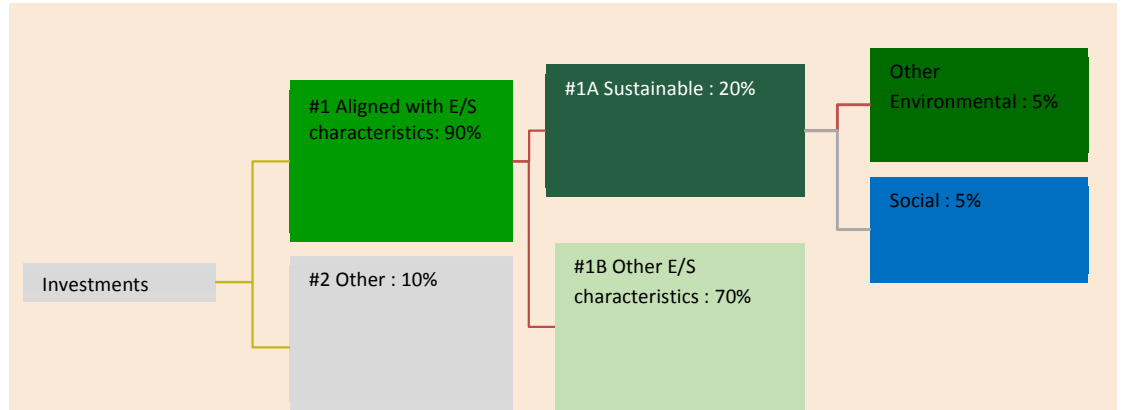 Investments
#1 Aligned with E/S
characteristics: 90%
#2 Other : 10%
#1A Sustainable : 20%
#1B Other E/S
characteristics : 70%
Other
Environmental : 5%
Social : 5%